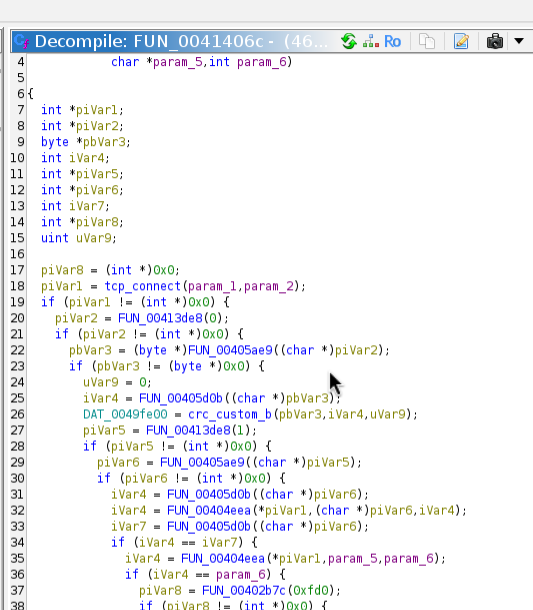 Decompile: FUN_0041406c - (46... Ro
4 char *param_5,int param_6)
5
6 {
7 int *piVar1;
8 int *piVar2;
9 byte *pbVar3;
10 int iVar4;
11 int *piVar5;
12 int *piVar6;
13 int iVar7;
14 int *piVar8;
15 uint uVar9;
16
17 piVar8 = (int *)0x0;
18 piVar1 = tcp_connect(param_1,param_2);
19 if (piVar1 != (int *)0x0) {
20 piVar2 = FUN_00413de8(0);
21 if (piVar2 != (int *)0x0) {
22 pbVar3 = (byte *)FUN_00405ae9((char *)piVar2);
23 if (pbVar3 != (byte *)0x0) {
24 uVar9 = 0;
25 iVar4 = FUN_00405d0b((char *)pbVar3);
26 DAT_0049fe00 = crc_custom_b(pbVar3,iVar4,uVar9);
27 piVar5 = FUN_00413de8(1);
28 if (piVar5 != (int *)0x0) {
29 piVar6 = FUN_00405ae9((char *)piVar5);
30 if (piVar6 != (int *)0x0) {
31 iVar4 = FUN_00405d0b((char *)piVar6);
32 iVar4 = FUN_00404eea(*piVar1,(char *)piVar6,iVar4);
33 iVar7 = FUN_00405d0b((char *)piVar6);
34 if (iVar4 == iVar7) {
35 iVar4 = FUN_00404eea(*piVar1,param_5,param_6);
36 if (iVar4 == param_6) {
37 piVar8 = FUN_00402b7c(0xfd0);
38 if (piVar8 != (int *)0x0) {